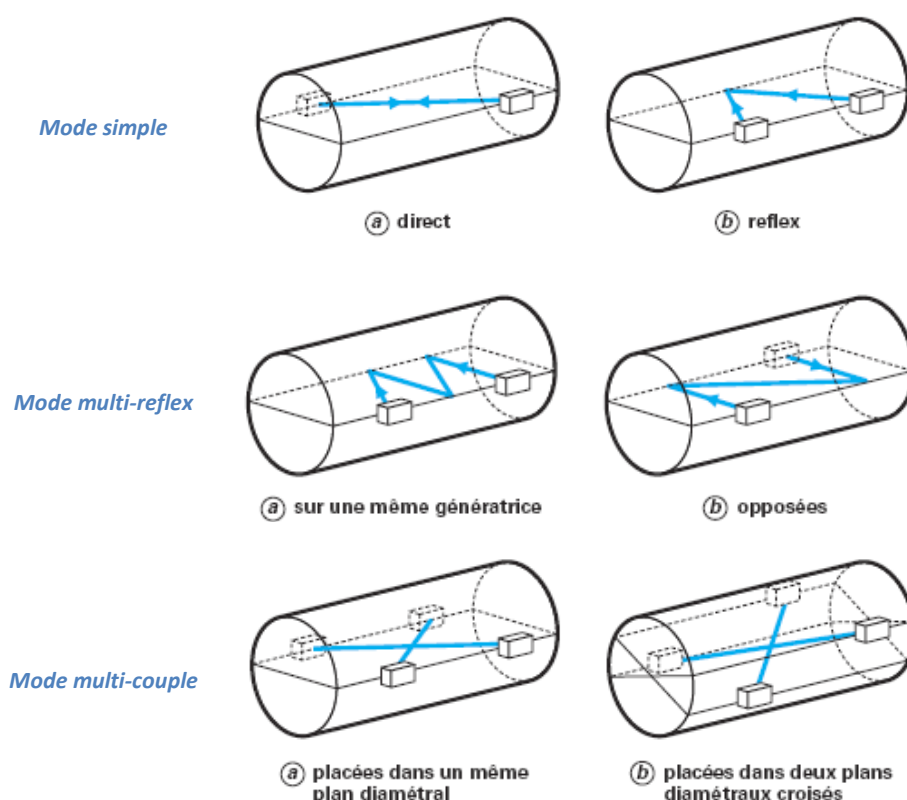 Mode simple
ⓐ direct
ⓑ reflex
Mode multi-reflex
ⓐ sur une même génératrice
ⓑ opposées
Mode multi-couple
ⓐ placées dans un même
plan diamétral
ⓑ placées dans deux plans
diamétraux croisés